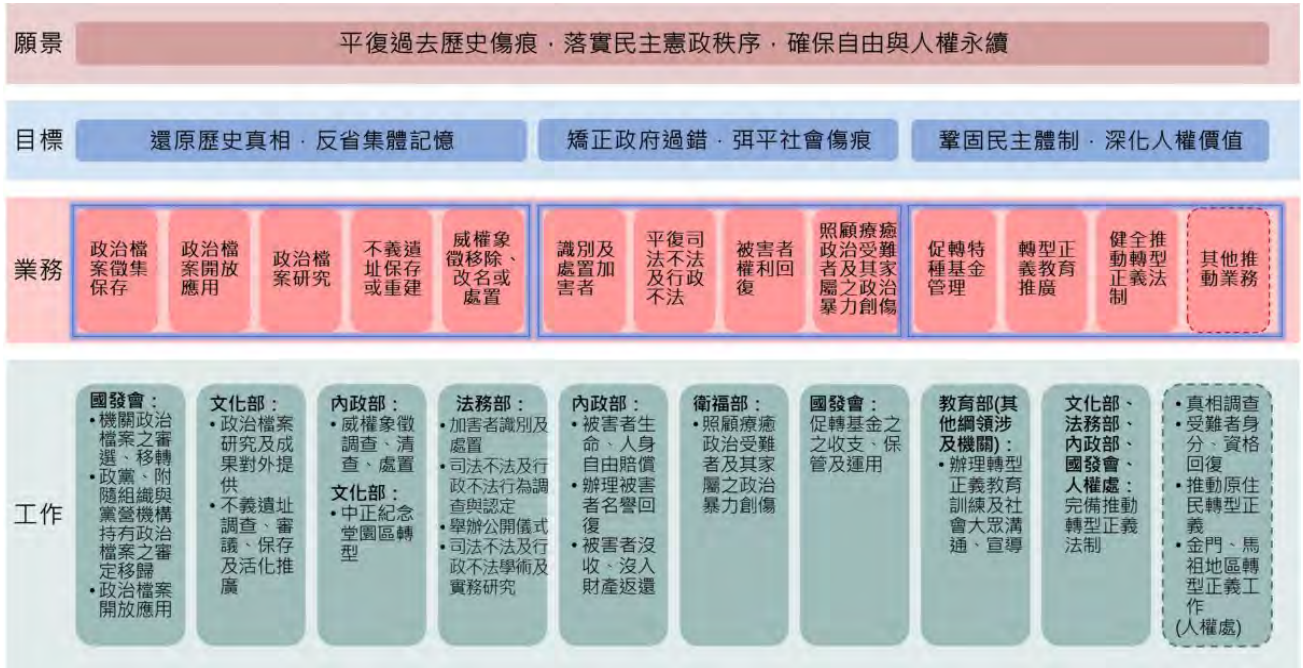 願景
平復過去歷史傷痕．落實民主憲政秩序．確保自由與人權永續
目標
還原歷史真相．反省集體記憶
矯正政府過錯．弭平社會傷痕
鞏固民主體制．深化人權價值
業務
政治檔
案徵集
保存
政治檔
案開放
應用
政治檔
案研究
不義遺
址保存
或重建
威權象
徵移除、
改名或
處置
識別及
處置加
害者
平復司
法不法
及行政
不法
被害者
權利回
復
照顧療癒
政治受難
者及其家
屬之政治
暴力創傷
促轉特
種基金
管理
轉型正
義教育
推廣
健全推
動轉型
正義法
制
其他推
動業務
工作
國發會：
•機關政治
檔案之審
選、移轉
•政黨、附
隨組織與
黨營機構
持有政治
檔案之審
定移歸
•政治檔案
開放應用
文化部：
•政治檔案
研究及成
果對外提
供
•不義遺址
調查、審
議、保存
及活化推
廣
內政部：
•威權象徵
調查、清
查、處置
文化部：
•中正紀念
堂園區轉
型
法務部：
•加害者識別及
處置
•司法不法及行
政不法行為調
查與認定
•舉辦公開儀式
•司法不法及行
政不法學術及
實務研究
內政部：
•被害者生
命、人身
自由賠償
•辦理被害
者名譽回
復
•被害者沒
收、沒入
財產返還
衛福部：
•照顧療癒
政治受難
者及其家
屬之政治
暴力創傷
國發會：
促轉基金之
之收支、保
管及運用
教育部(其
他綱領涉
及機關)：
•辦理轉型
正義教育
訓練及社
會大眾溝
通、宣導
文化部、
法務部、
內政部、
國發會、
人權處：
完備推動
轉型正義
法制
•真相調查
•受難者身
分、資格
回復
•推動原住
民轉型正
義
•金門、馬
祖地區轉
型正義工
作
(人權處)